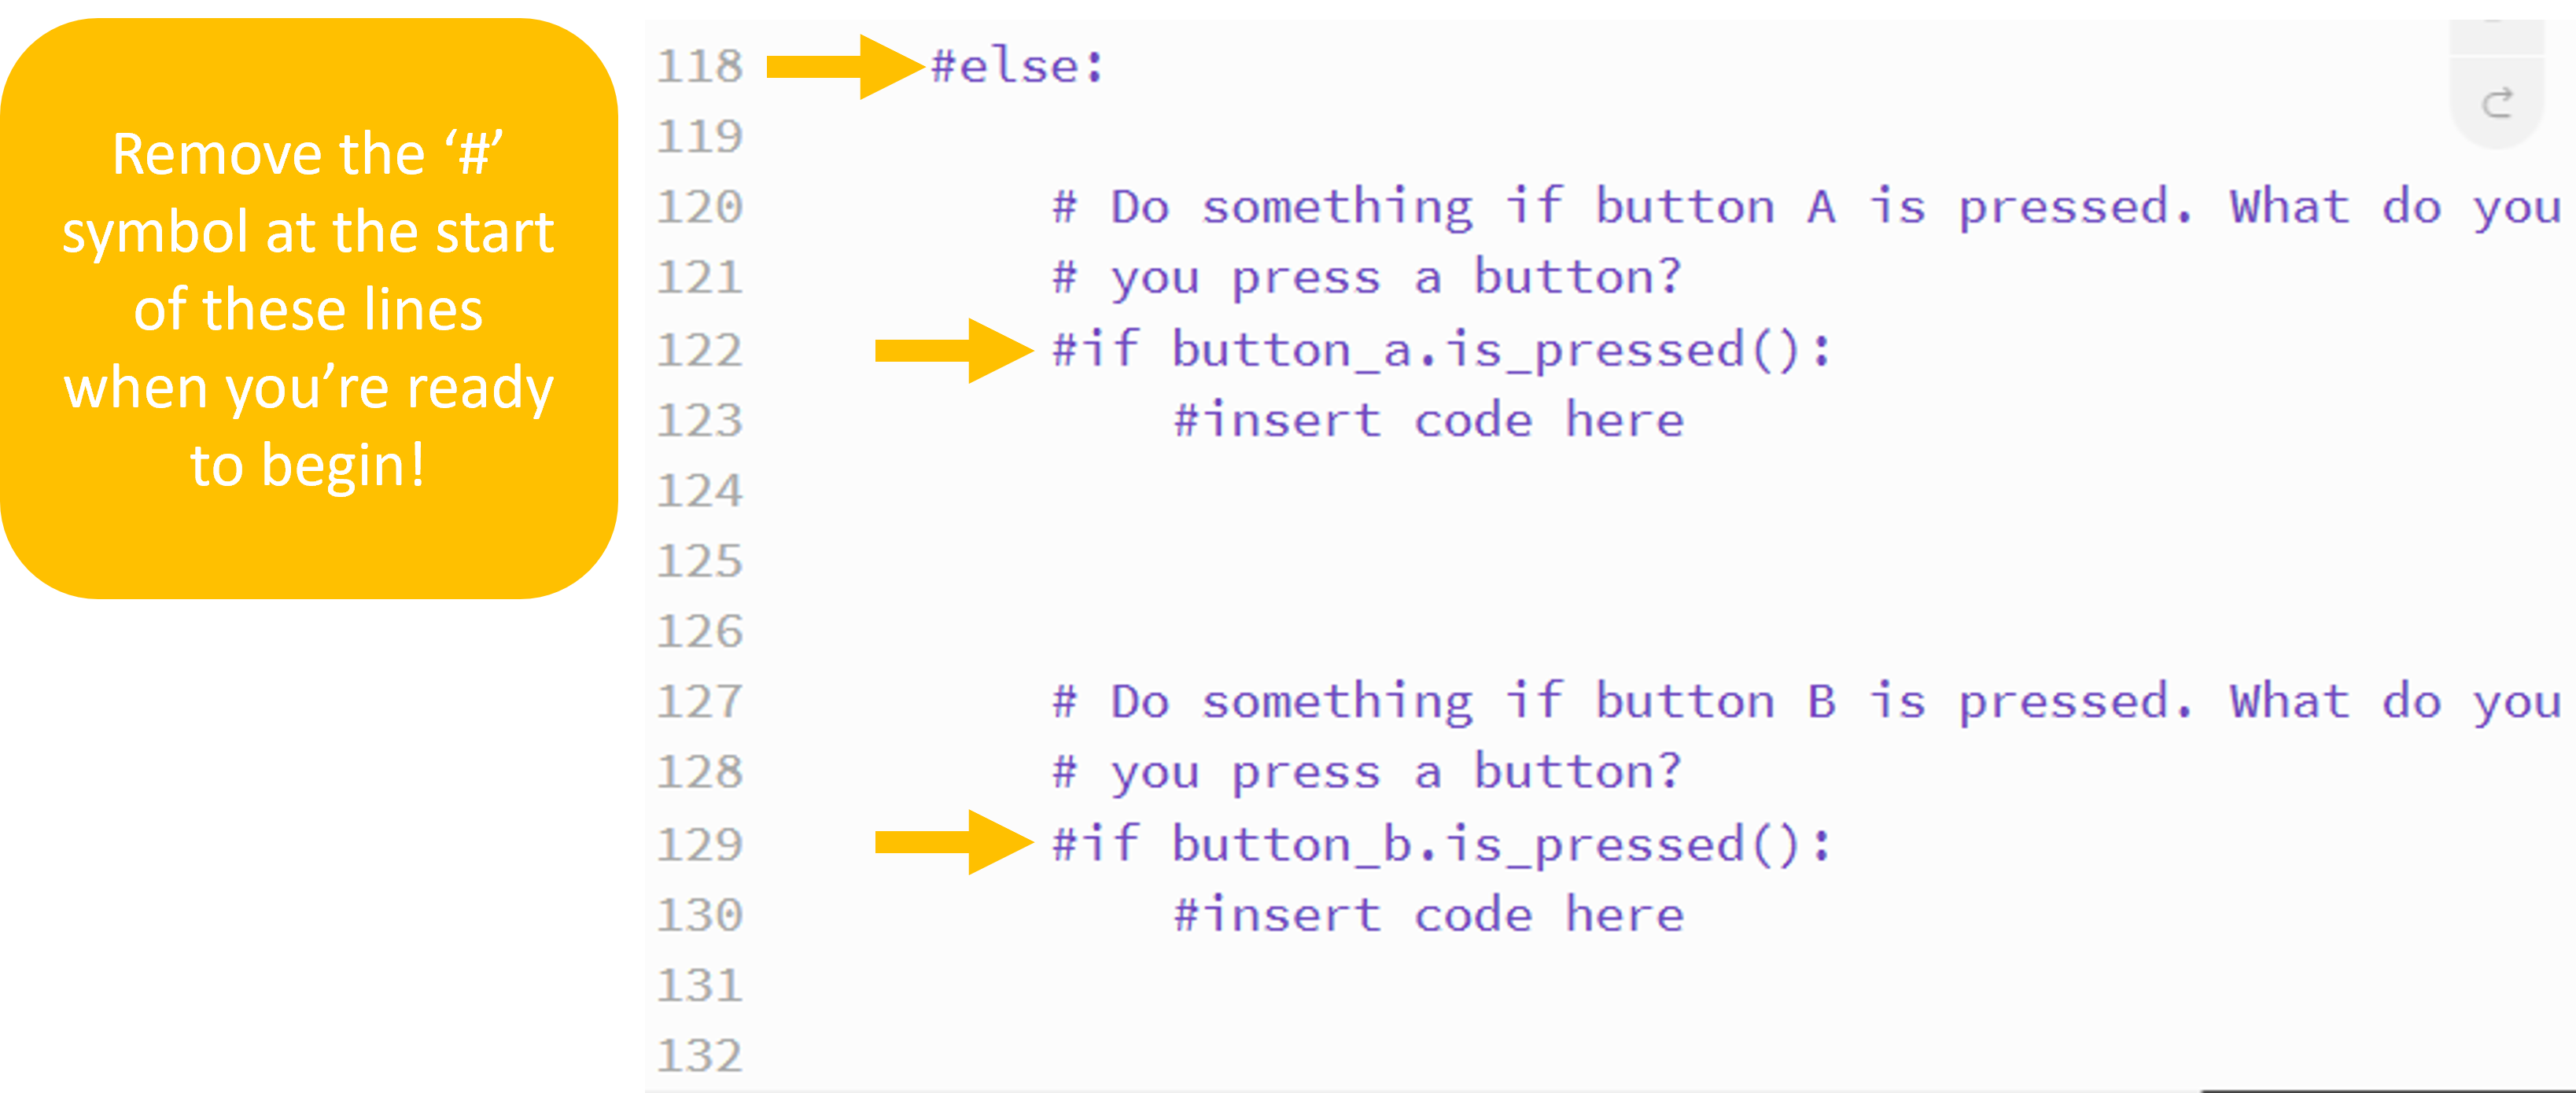 Remove the ‘#’
symbol at the start
of these lines
when you’re ready
to begin!
118 #else:
119
120 # Do something if button A is pressed. What do you
121 # you press a button?
122 #if button_a.is_pressed():
123 #insert code here
124
125
126
127 # Do something if button B is pressed. What do you
128 # you press a button?
129 #if button_b.is_pressed():
130 #insert code here
131
132